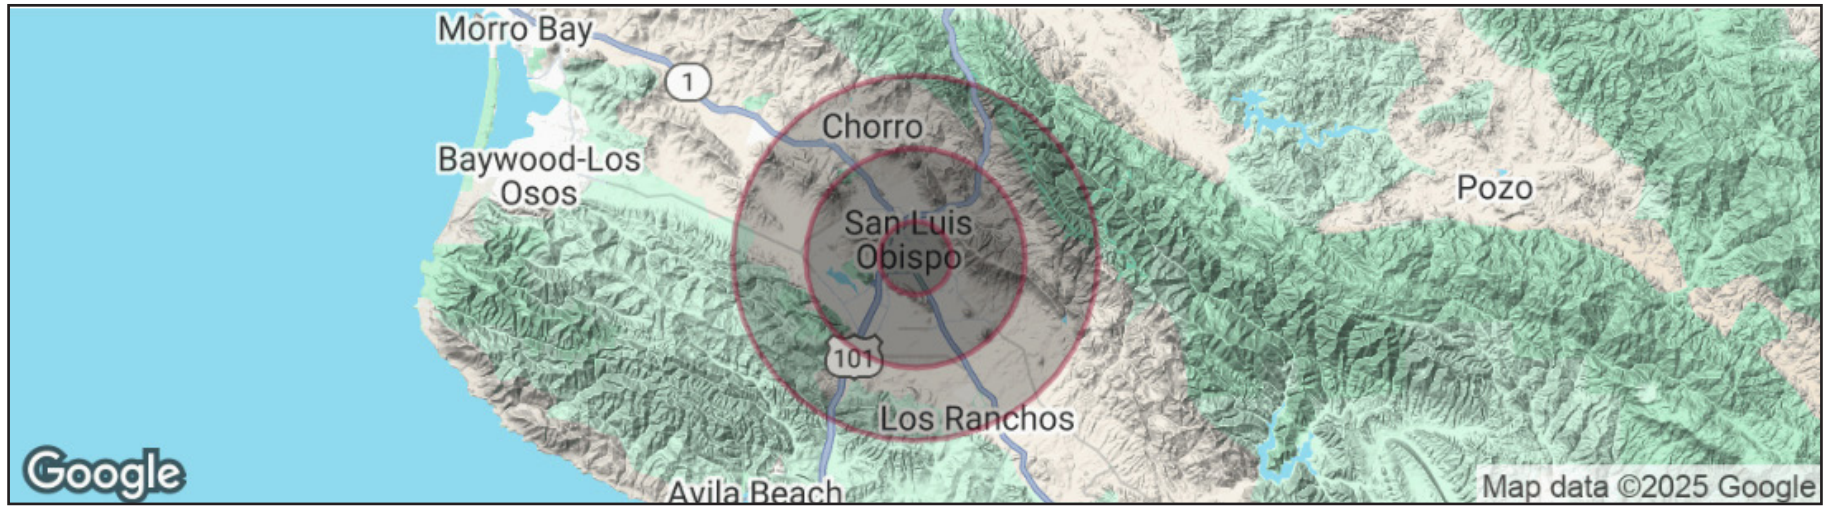 Morro Bay
1
Chorro
Baywood-Los
Osos
Pozo
San Luis
Obispo
101
Los Ranchos
Google
Avila Beach
Map data ©2025 Google